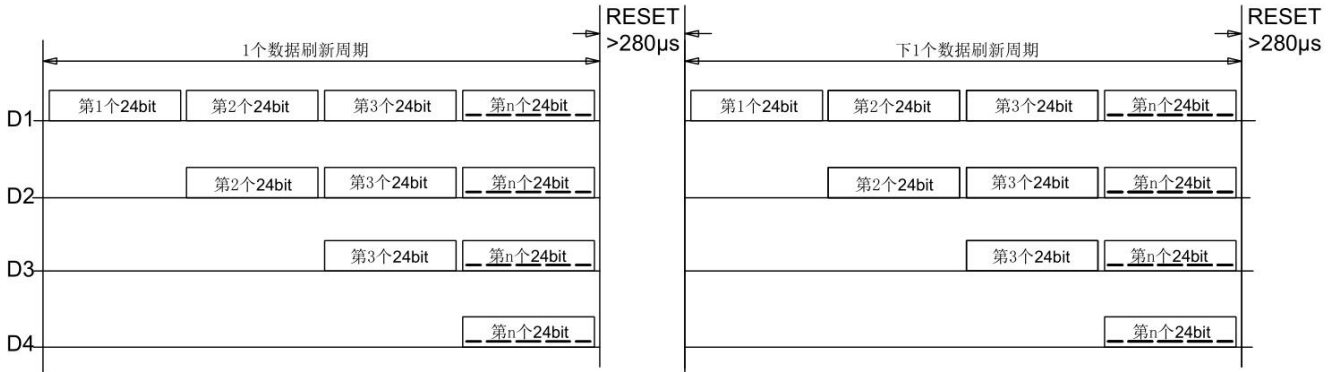 RESET
>280μs
RESET
>280μs
1个数据刷新周期
下1个数据刷新周期
D1 第1个24bit 第2个24bit 第3个24bit 第n个24bit 第1个24bit 第2个24bit 第3个24bit 第n个24bit
D2 第2个24bit 第3个24bit 第n个24bit 第2个24bit 第3个24bit 第n个24bit
D3 第3个24bit 第n个24bit 第3个24bit 第n个24bit
D4 第n个24bit 第n个24bit